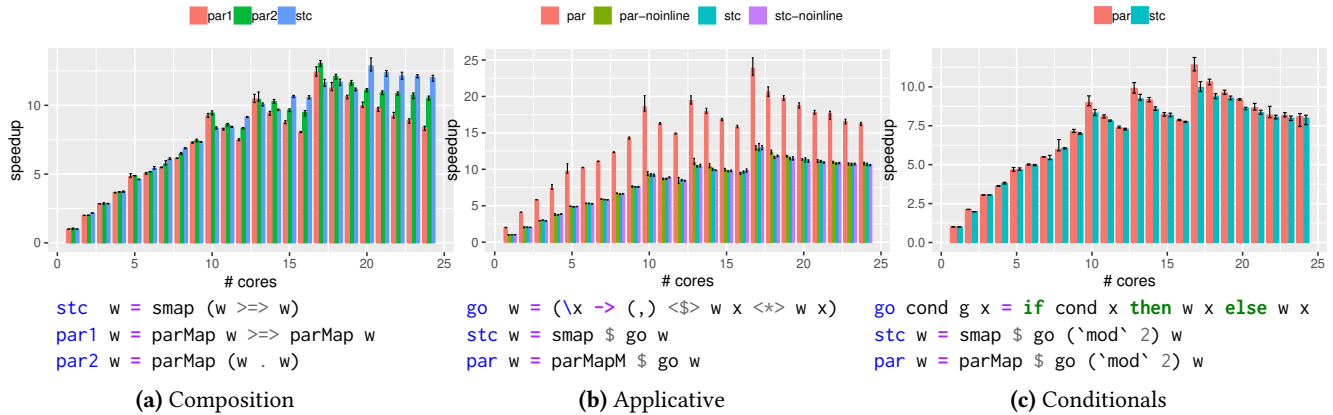 par1 par2 stc
speedup
10
5
0
0 5 10 15 20 25
# cores
stc w = smap (w >=> w)
par1 w = parMap w >=> parMap w
par2 w = parMap (w . w)
(a) Composition
par par-noinline stc stc-noinline
speedup
25
20
15
10
5
0
0 5 10 15 20 25
# cores
go w = (\x -> (,) <$> w x <*> w x)
stc w = smap $ go w
par w = parMapM $ go w
(b) Applicative
par stc
speedup
10.0
7.5
5.0
2.5
0.0
0 5 10 15 20 25
# cores
go cond g x = if cond x then w x else w x
stc w = smap $ go (`mod` 2) w
par w = parMap $ go (`mod` 2) w
(c) Conditionals